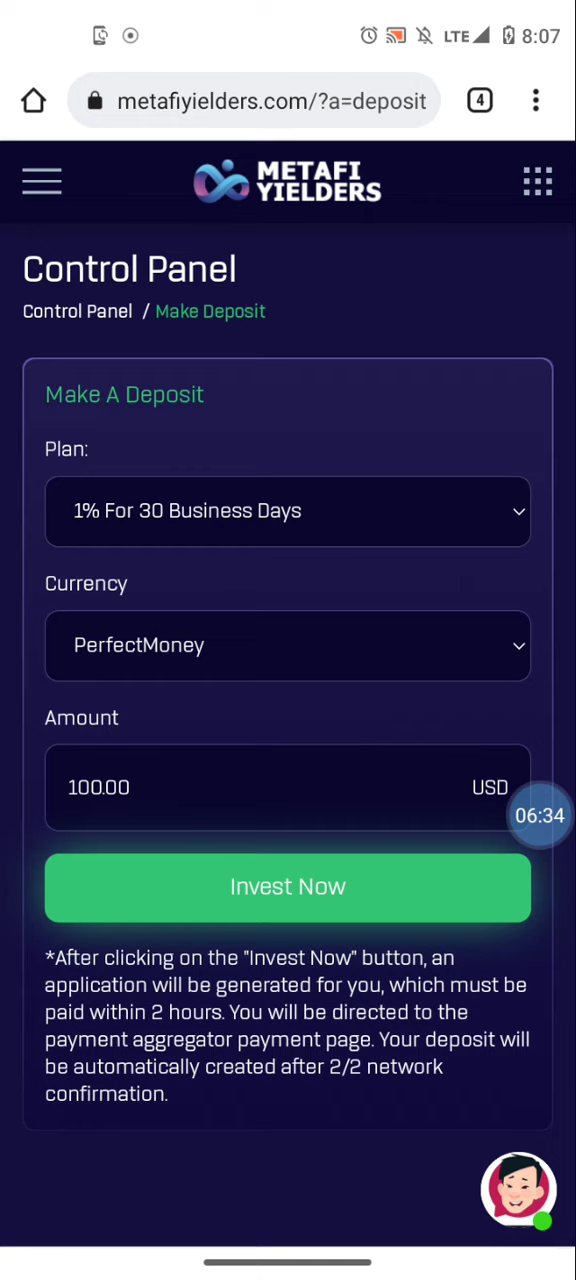 LTE 8:07
metafiyielders.com/?a=deposit 4
METAFI
YIELDERS
Control Panel
Control Panel / Make Deposit
Make A Deposit
Plan:
1% For 30 Business Days
Currency
PerfectMoney
Amount
100.00 USD
06:34
Invest Now
*After clicking on the "Invest Now" button, an
application will be generated for you, which must be
paid within 2 hours. You will be directed to the
payment aggregator payment page. Your deposit will
be automatically created after 2/2 network
confirmation.